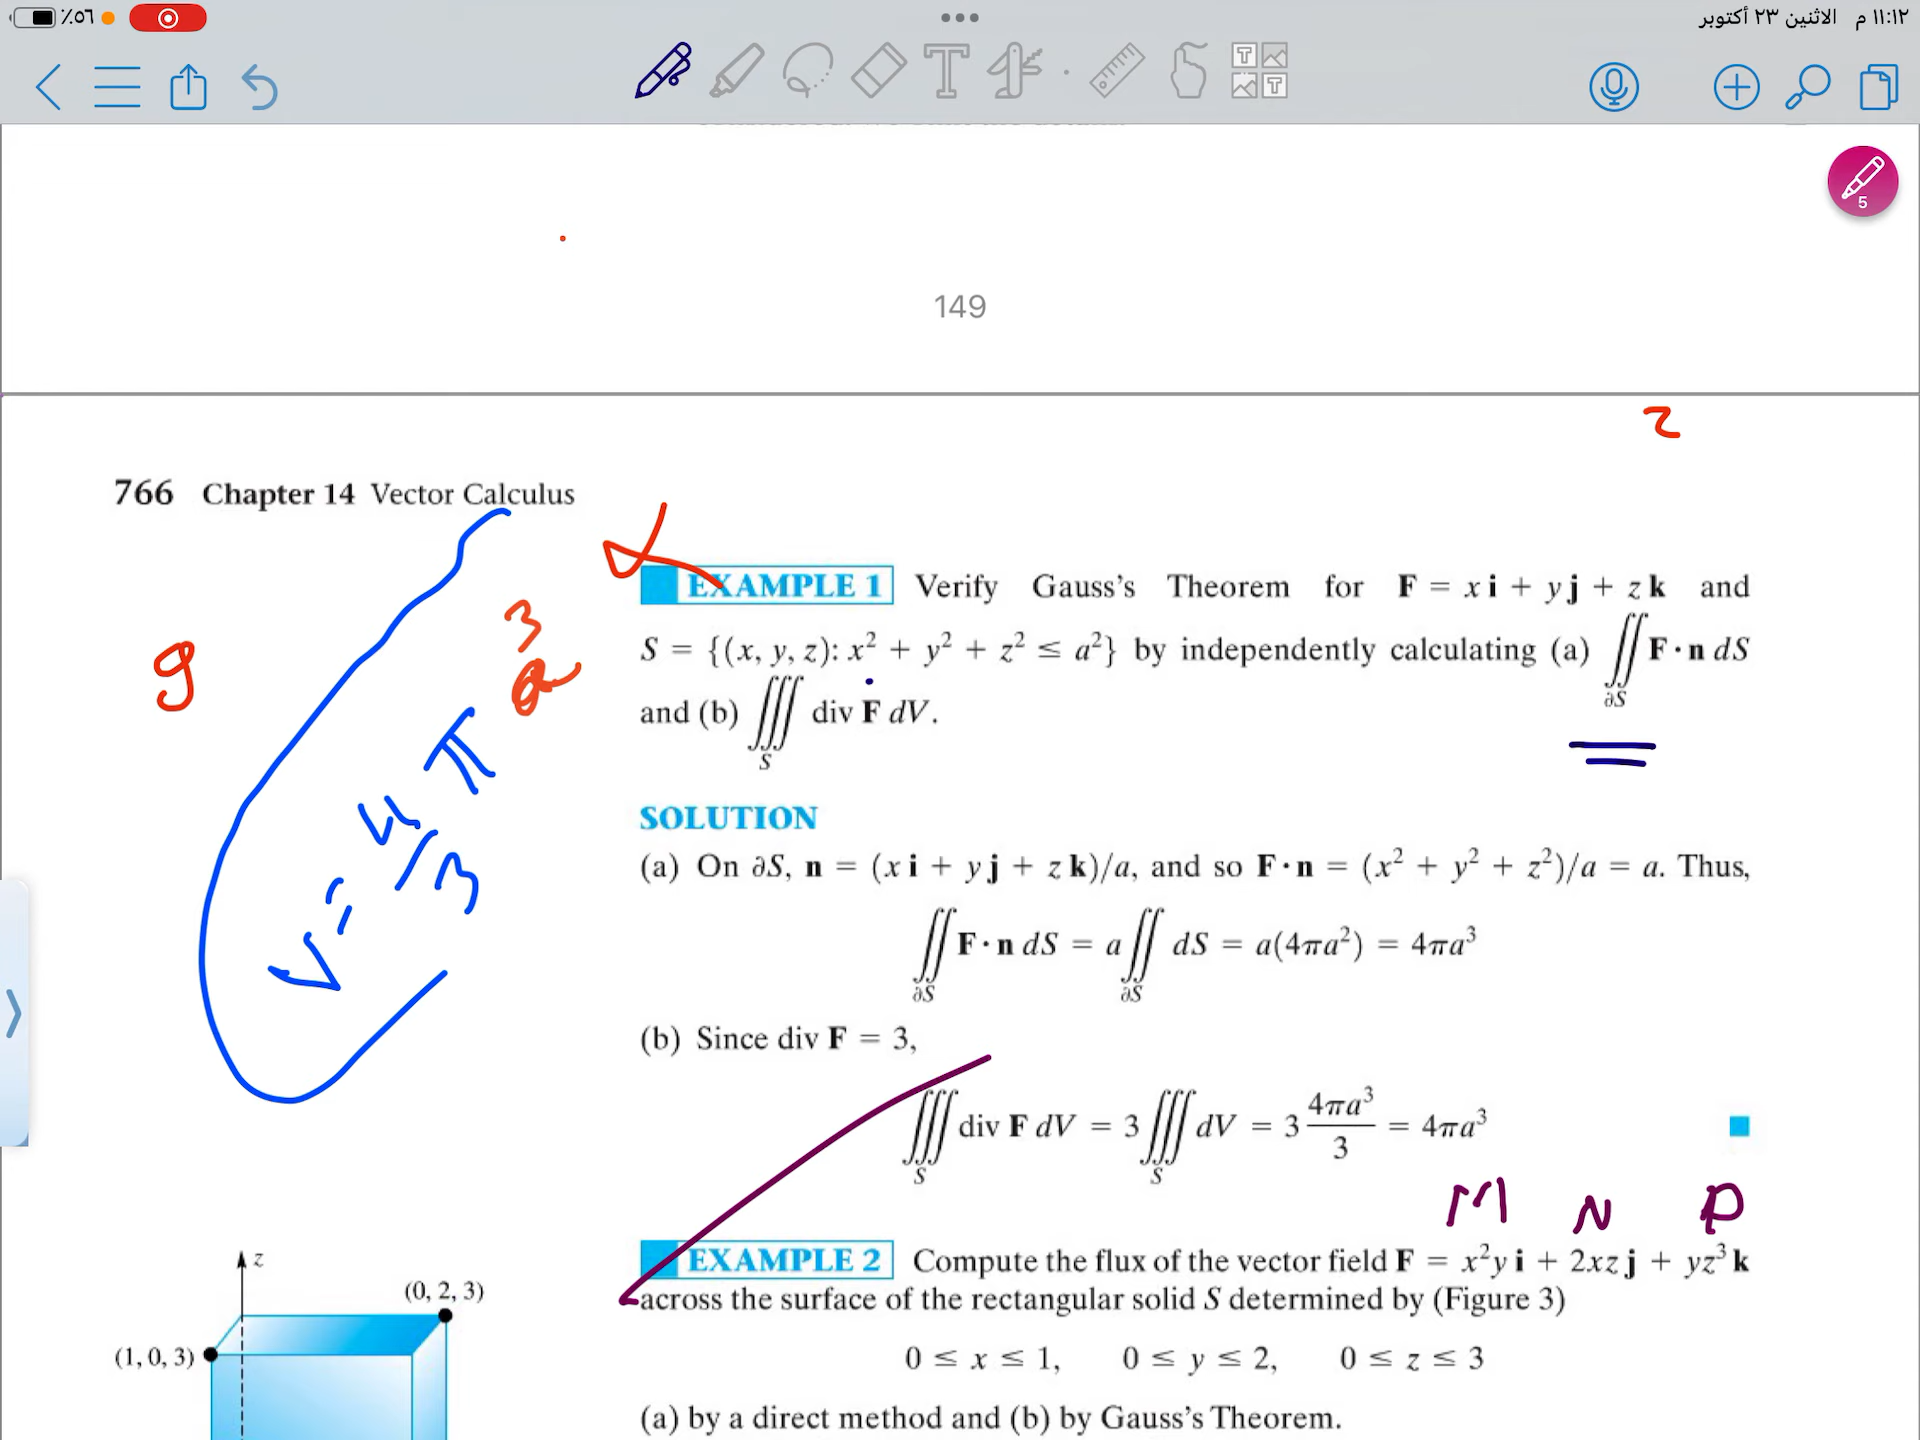 ٪٥٦
١١:١٢ م الاثنين ٢٣ أكتوبر
5
149
2
766 Chapter 14 Vector Calculus
EXAMPLE 1 Verify Gauss's Theorem for F = x i + y j + z k and
S = {(x, y, z): x² + y² + z² ≤ a²} by independently calculating (a) ∬_∂S F · n dS
and (b) ∭_S div F dV.
g
V = 4/3 π a³
SOLUTION
(a) On ∂S, n = (x i + y j + z k)/a, and so F · n = (x² + y² + z²)/a = a. Thus,
∬_∂S F · n dS = a ∬_∂S dS = a(4πa²) = 4πa³
(b) Since div F = 3,
∭_S div F dV = 3 ∭_S dV = 3 4πa³/3 = 4πa³
M N P
EXAMPLE 2 Compute the flux of the vector field F = x²y i + 2xz j + yz³ k
across the surface of the rectangular solid S determined by (Figure 3)
0 ≤ x ≤ 1, 0 ≤ y ≤ 2, 0 ≤ z ≤ 3
(a) by a direct method and (b) by Gauss's Theorem.
z
(0, 2, 3)
(1, 0, 3)